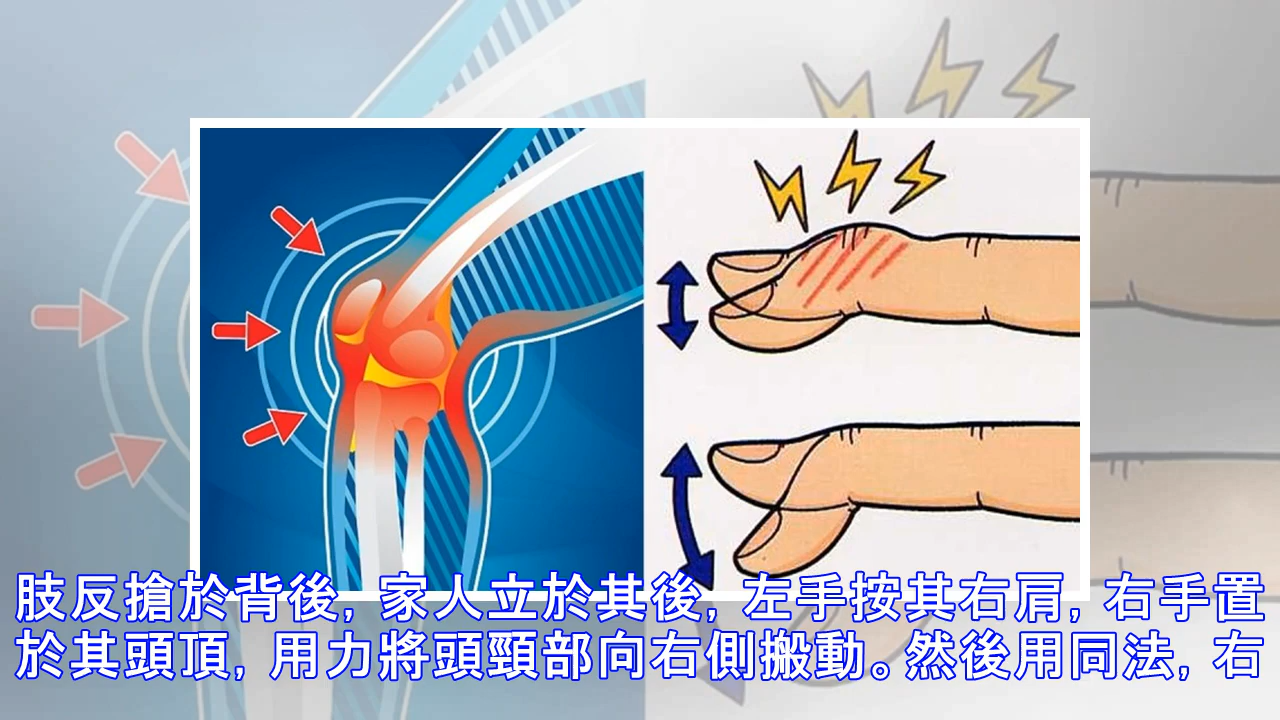 肢反搶於背後, 家人立於其後, 左手按其右肩, 右手置
於其頭頂, 用力將頭頸部向右側搬動。然後用同法, 右